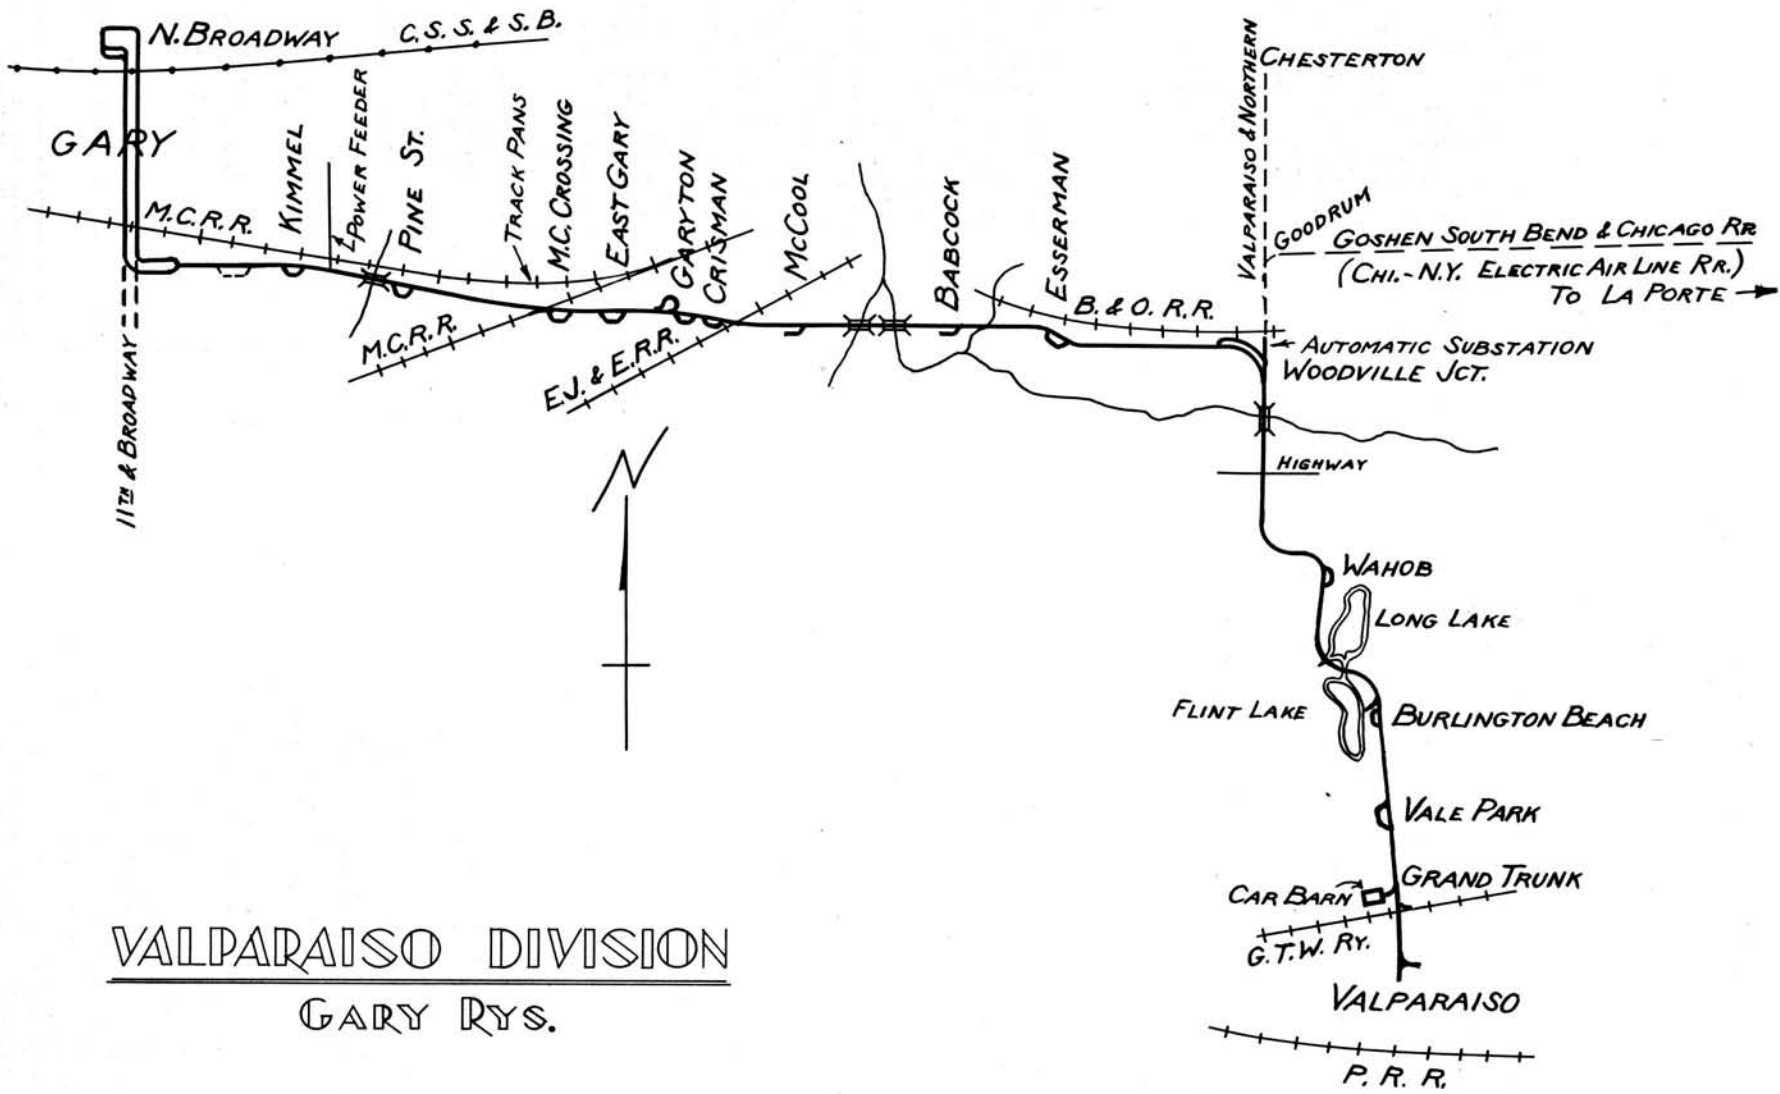 N. BROADWAY
C. S. S. & S. B.
GARY
M. C. R. R.
KIMMEL
POWER FEEDER
PINE ST.
TRACK PANS
M.C. CROSSING
EAST GARY
GARYTON
CRISMAN
McCOOL
BABCOCK
ESSERMAN
VALPARAISO & NORTHERN
CHESTERTON
GOODRUM
GOSHEN SOUTH BEND & CHICAGO RR
(CHI.-N.Y. ELECTRIC AIR LINE RR.)
TO LA PORTE
B. & O. R. R.
AUTOMATIC SUBSTATION
WOODVILLE JCT.
M.C.R.R.
E.J. & E.R.R.
11TH & BROADWAY
HIGHWAY
WAHOB
LONG LAKE
FLINT LAKE
BURLINGTON BEACH
VALE PARK
GRAND TRUNK
CAR BARN
G.T.W. RY.
VALPARAISO
P. R. R.
N
VALPARAISO DIVISION
GARY RYS.